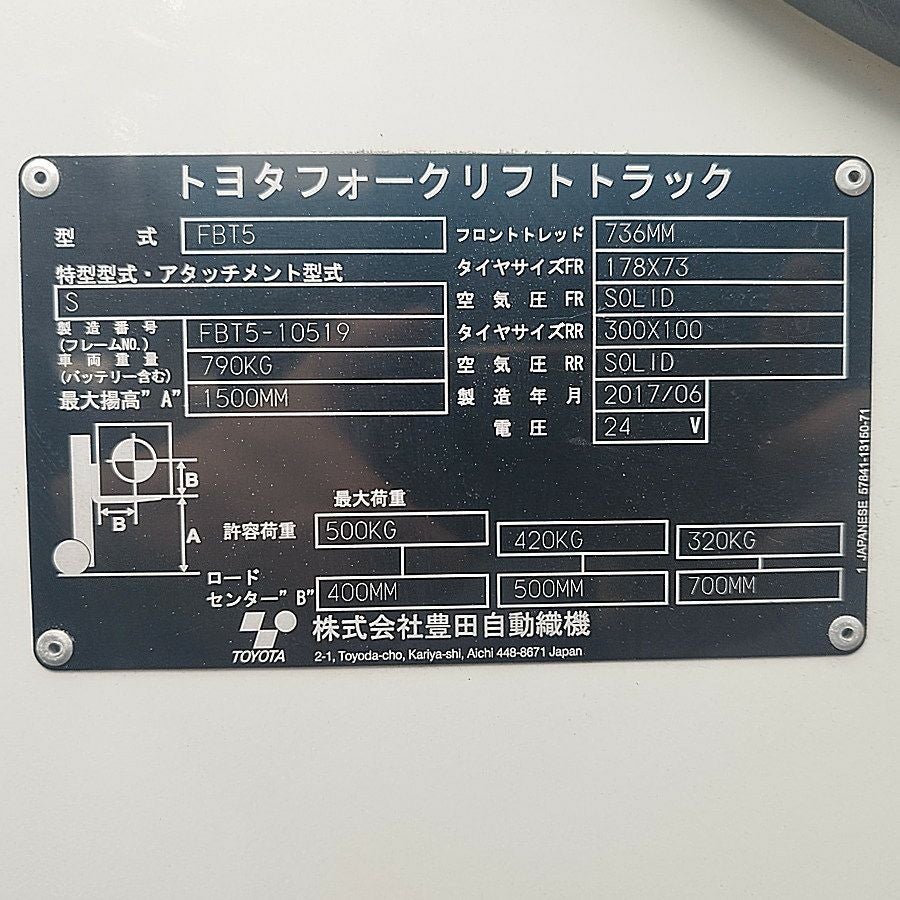 トヨタフォークリフトトラック
型 式 FBT5
特型型式・アタッチメント型式
S
製造番号
(フレームNO.) FBT5-10519
車両重量
(バッテリー含む) 790KG
最大揚高"A" 1500MM
フロントトレッド 736MM
タイヤサイズFR 178X73
空気圧FR SOLID
タイヤサイズRR 300X100
空気圧RR SOLID
製造年月 2017/06
電圧 24 V
B
B
A
最大荷重
許容荷重 500KG 420KG 320KG
ロード
センター"B" 400MM 500MM 700MM
TOYOTA
株式会社豊田自動織機
2-1, Toyoda-cho, Kariya-shi, Aichi 448-8671 Japan
1 JAPANESE 57841-13160-71